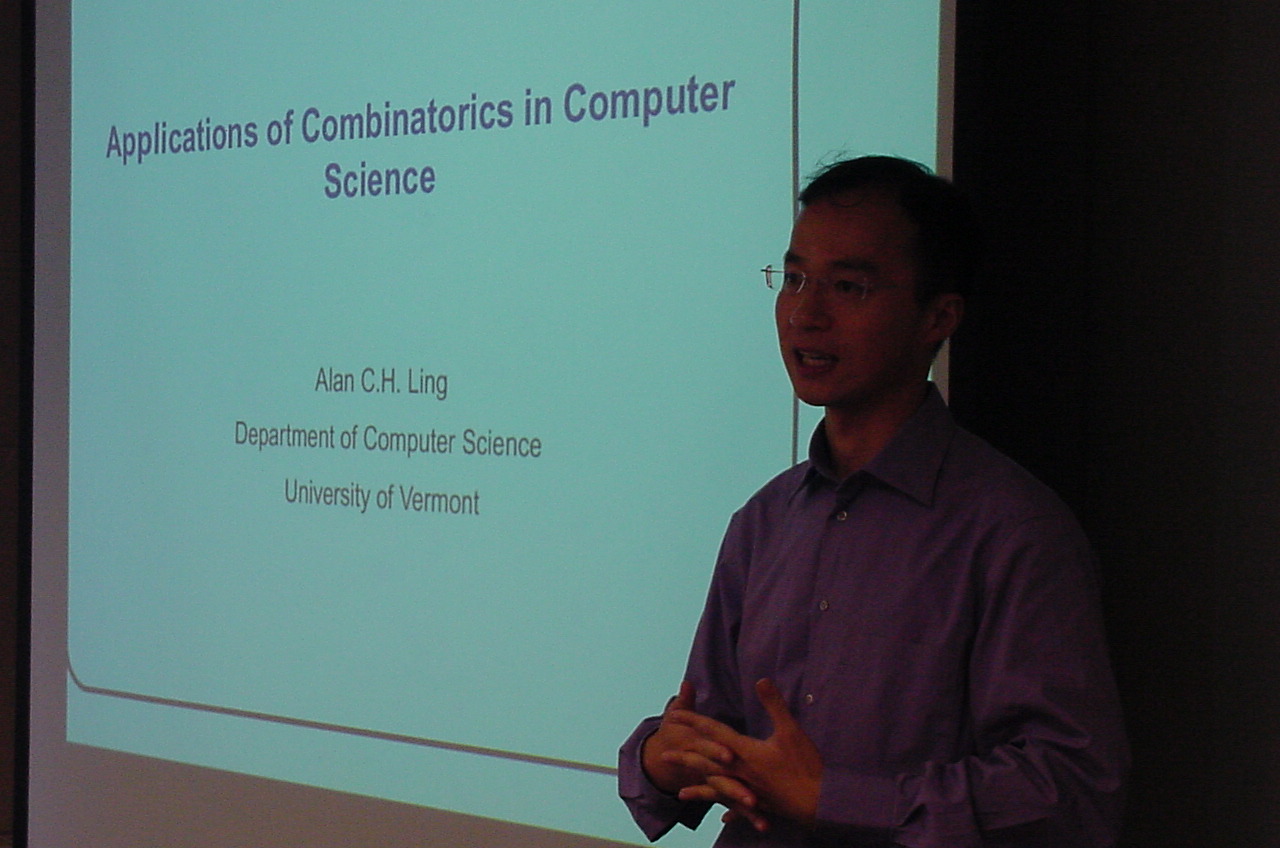 Applications of Combinatorics in Computer
Science
Alan C.H. Ling
Department of Computer Science
University of Vermont